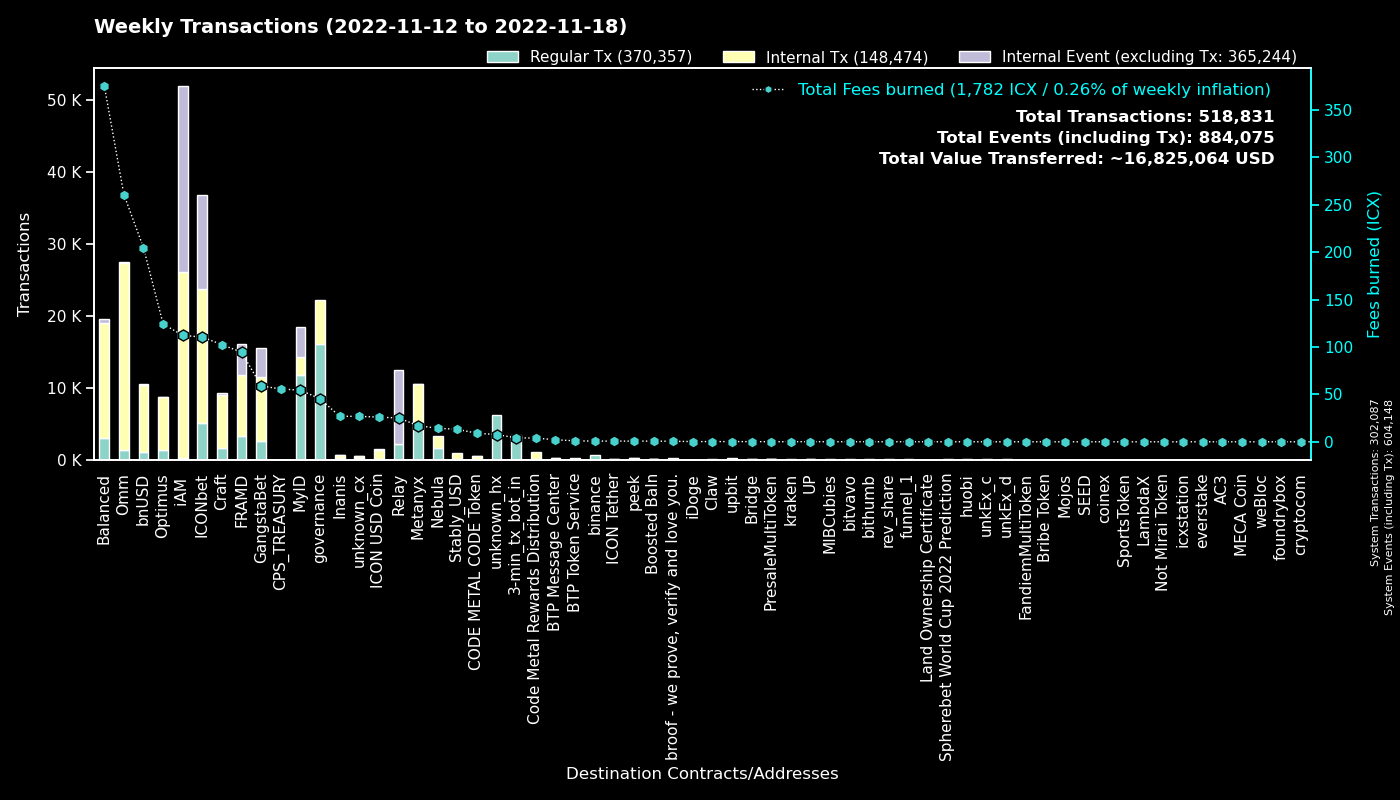 Weekly Transactions (2022-11-12 to 2022-11-18)
Regular Tx (370,357)
Internal Tx (148,474)
Internal Event (excluding Tx: 365,244)
Total Fees burned (1,782 ICX / 0.26% of weekly inflation)
Total Transactions: 518,831
Total Events (including Tx): 884,075
Total Value Transferred: ~16,825,064 USD
Transactions
50 K
40 K
30 K
20 K
10 K
0 K
350
300
250
200
150
100
50
0
Fees burned (ICX)
System Transactions: 302,087
System Events (including Tx): 604,148
Balanced
Omm
bnUSD
Optimus
iAM
ICONbet
Craft
FRAMD
GangstaBet
CPS_TREASURY
MyID
governance
Inanis
unknown_cx
ICON USD Coin
Relay
Metanyx
Nebula
Stably_USD
CODE METAL CODE Token
unknown_hx
3-min_tx_bot_in
Code Metal Rewards Distribution
BTP Message Center
BTP Token Service
binance
ICON Tether
peek
Boosted Baln
broof - we prove, verify and love you.
iDoge
Claw
upbit
Bridge
PresaleMultiToken
kraken
UP
MIBCubies
bitvavo
bithumb
rev_share
funnel_1
Land Ownership Certificate
Spherebet World Cup 2022 Prediction
huobi
unkEx_c
unkEx_d
FandiemMultiToken
Bribe Token
Mojos
SEED
coinex
SportsToken
LambdaX
Not Mirai Token
icxstation
everstake
AC3
MECA Coin
weBloc
foundrybox
cryptocom
Destination Contracts/Addresses